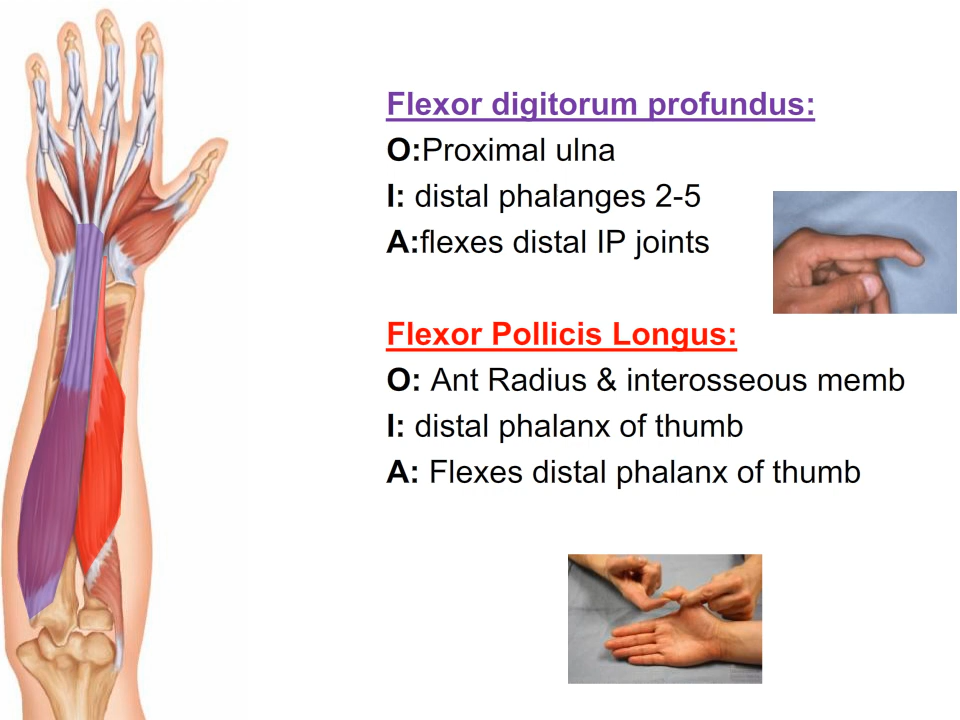 Flexor digitorum profundus:
O:Proximal ulna
I: distal phalanges 2-5
A:flexes distal IP joints
Flexor Pollicis Longus:
O: Ant Radius & interosseous memb
I: distal phalanx of thumb
A: Flexes distal phalanx of thumb